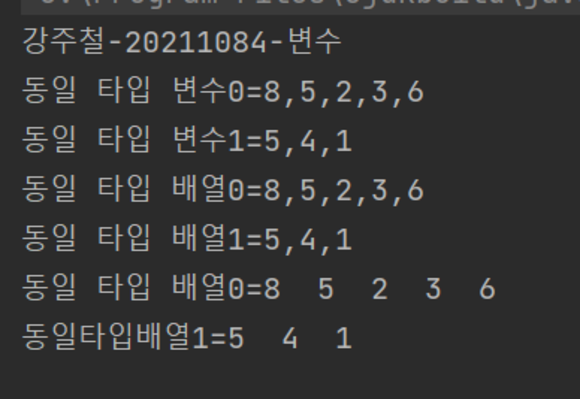 강주철-20211084-변수
동일 타입 변수0=8,5,2,3,6
동일 타입 변수1=5,4,1
동일 타입 배열0=8,5,2,3,6
동일 타입 배열1=5,4,1
동일 타입 배열0=8  5  2  3  6
동일타입배열1=5  4  1